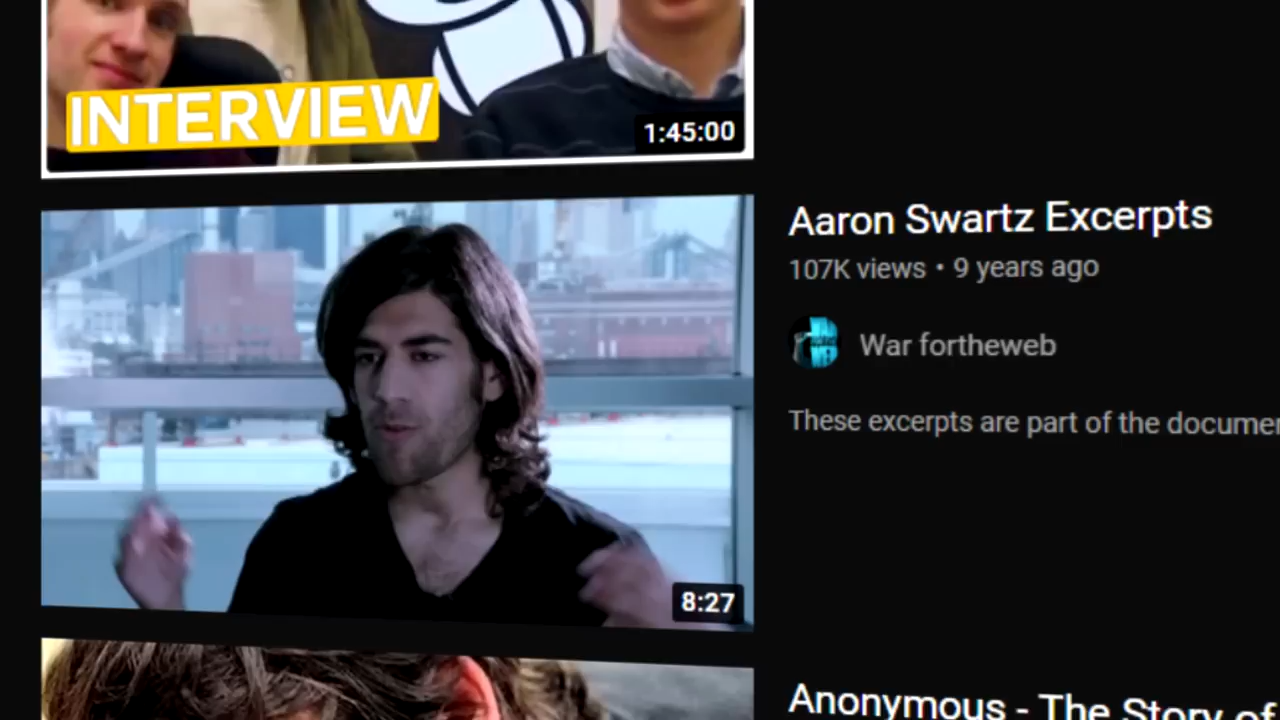 INTERVIEW
1:45:00
Aaron Swartz Excerpts
107K views • 9 years ago
War fortheweb
These excerpts are part of the
8:27
Anonymous - The Story of